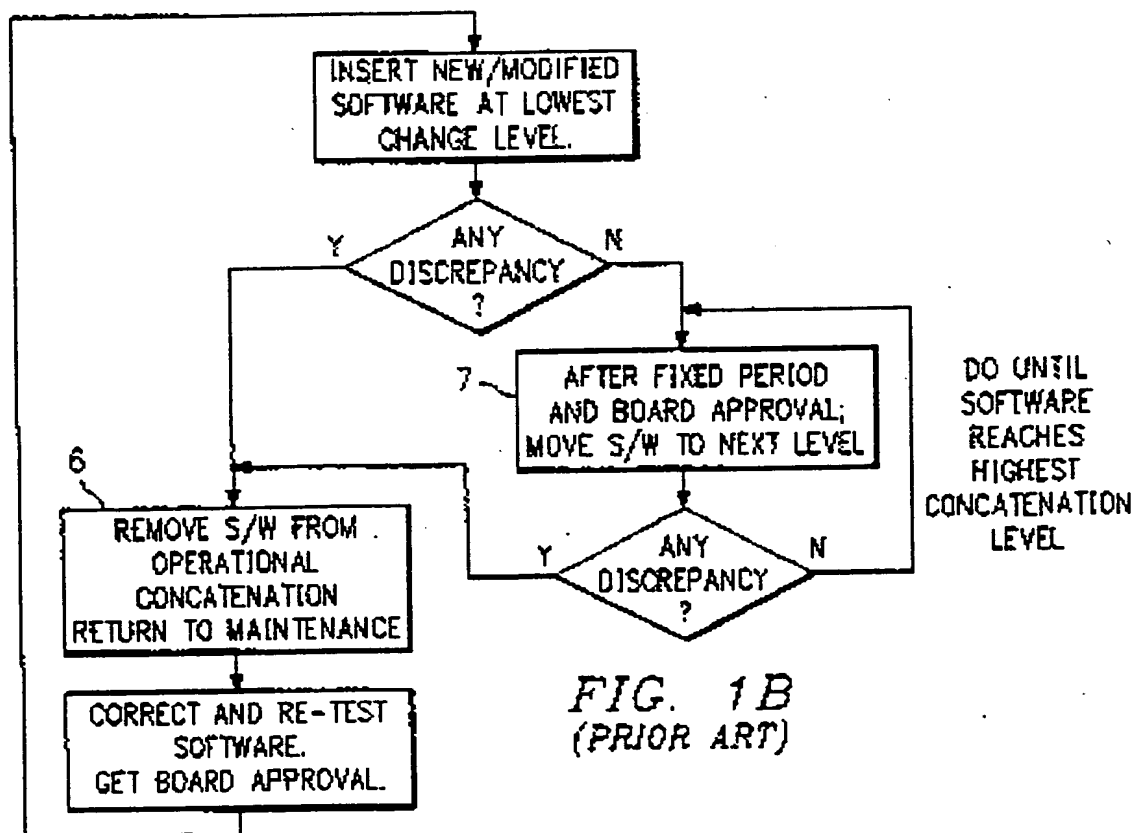 INSERT NEW/MODIFIED
SOFTWARE AT LOWEST
CHANGE LEVEL.
Y
ANY
DISCREPANCY
?
N
7
AFTER FIXED PERIOD
AND BOARD APPROVAL;
MOVE S/W TO NEXT LEVEL
DO UNTIL
SOFTWARE
REACHES
HIGHEST
CONCATENATION
LEVEL
6
REMOVE S/W FROM
OPERATIONAL
CONCATENATION
RETURN TO MAINTENANCE
Y
ANY
DISCREPANCY
?
N
CORRECT AND RE-TEST
SOFTWARE.
GET BOARD APPROVAL.
FIG. 1B
(PRIOR ART)